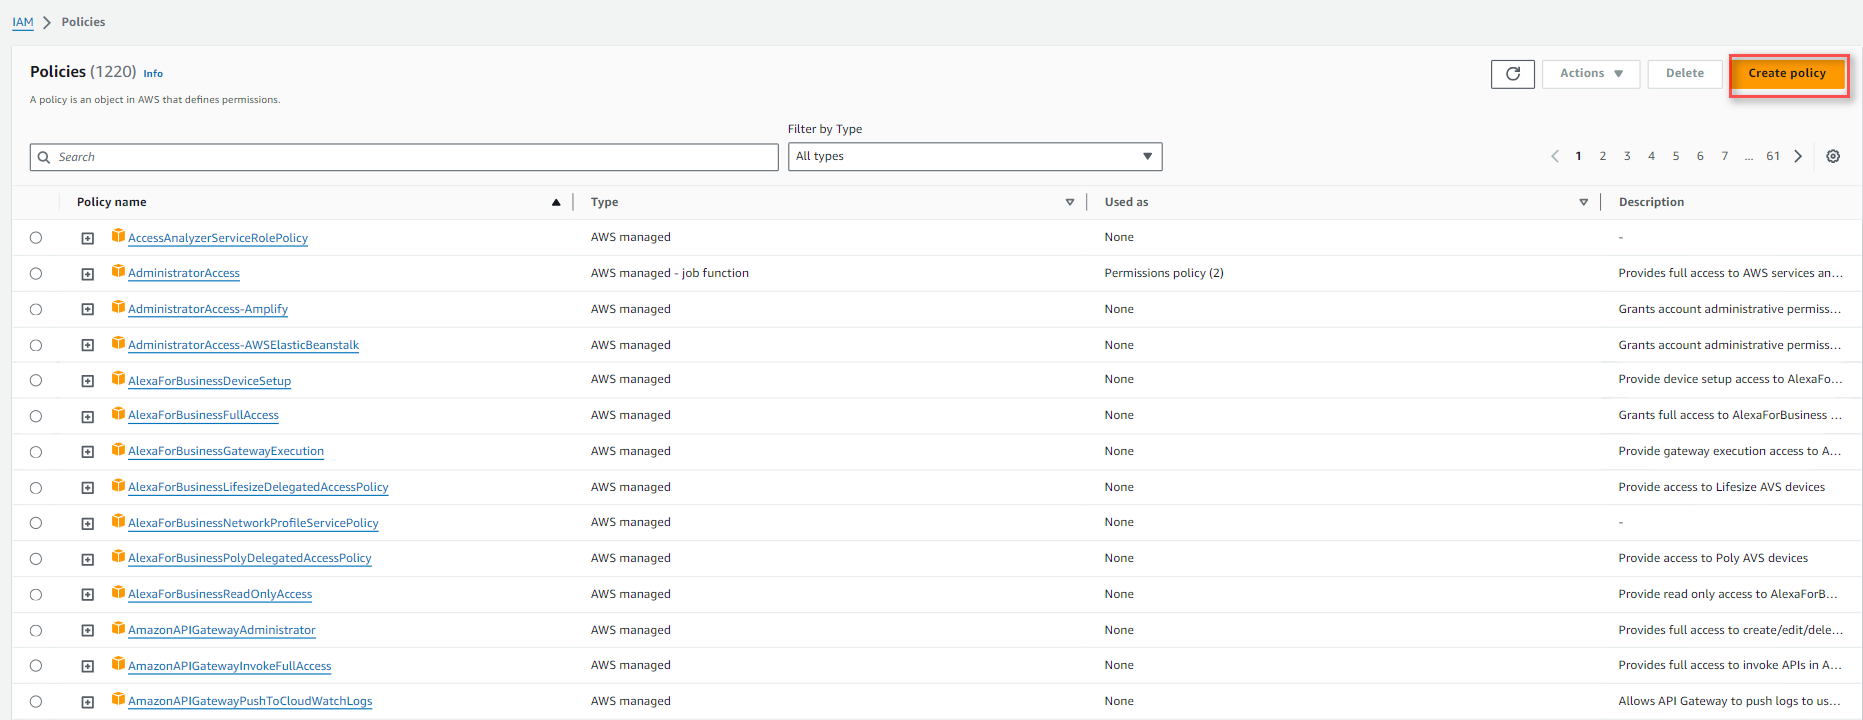 IAM > Policies
Policies (1220) Info
A policy is an object in AWS that defines permissions.
Actions Delete Create policy
Filter by Type
Search All types 1 2 3 4 5 6 7 ... 61
Policy name Type Used as Description
AccessAnalyzerServiceRolePolicy AWS managed None -
AdministratorAccess AWS managed - job function Permissions policy (2) Provides full access to AWS services an...
AdministratorAccess-Amplify AWS managed None Grants account administrative permiss...
AdministratorAccess-AWSElasticBeanstalk AWS managed None Grants account administrative permiss...
AlexaForBusinessDeviceSetup AWS managed None Provide device setup access to AlexaFo...
AlexaForBusinessFullAccess AWS managed None Grants full access to AlexaForBusiness ...
AlexaForBusinessGatewayExecution AWS managed None Provide gateway execution access to A...
AlexaForBusinessLifesizeDelegatedAccessPolicy AWS managed None Provide access to Lifesize AVS devices
AlexaForBusinessNetworkProfileServicePolicy AWS managed None -
AlexaForBusinessPolyDelegatedAccessPolicy AWS managed None Provide access to Poly AVS devices
AlexaForBusinessReadOnlyAccess AWS managed None Provide read only access to AlexaForB...
AmazonAPIGatewayAdministrator AWS managed None Provides full access to create/edit/dele...
AmazonAPIGatewayInvokeFullAccess AWS managed None Provides full access to invoke APIs in A...
AmazonAPIGatewayPushToCloudWatchLogs AWS managed None Allows API Gateway to push logs to us...